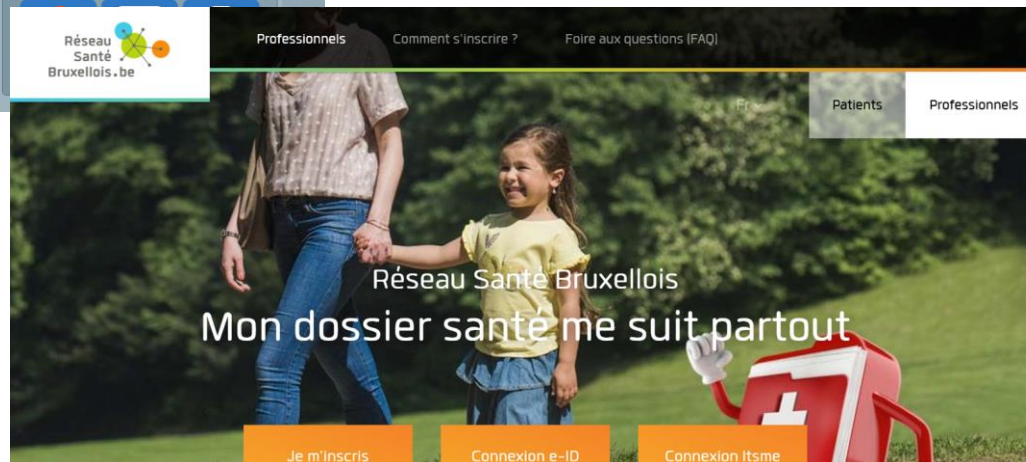 Réseau
Santé
Bruxellois.be
Professionnels
Comment s'inscrire ?
Foire aux questions (FAQ)
Fr
Patients
Professionnels
Réseau Santé Bruxellois
Mon dossier santé me suit partout
Je m'inscris
Connexion e-ID
Connexion Itsme